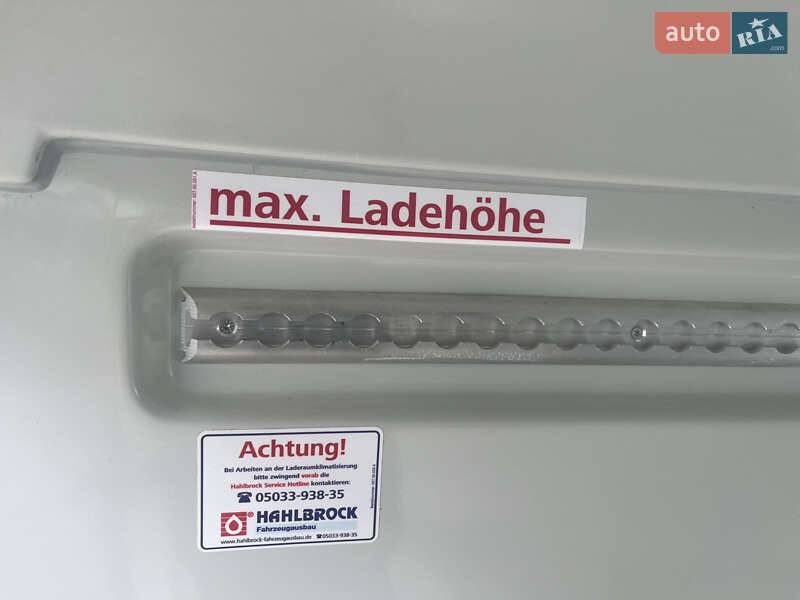 auto RIA .com
max. Ladehöhe
Achtung!
Bei Arbeiten an der Laderaumklimatisierung
bitte zwingend vorab die
Hahlbrock Service Hotline kontaktieren:
☎ 05033-938-35
HAHLBROCK
Fahrzeugausbau
www.hahlbrock-fahrzeugausbau.de ✆05033-938-35